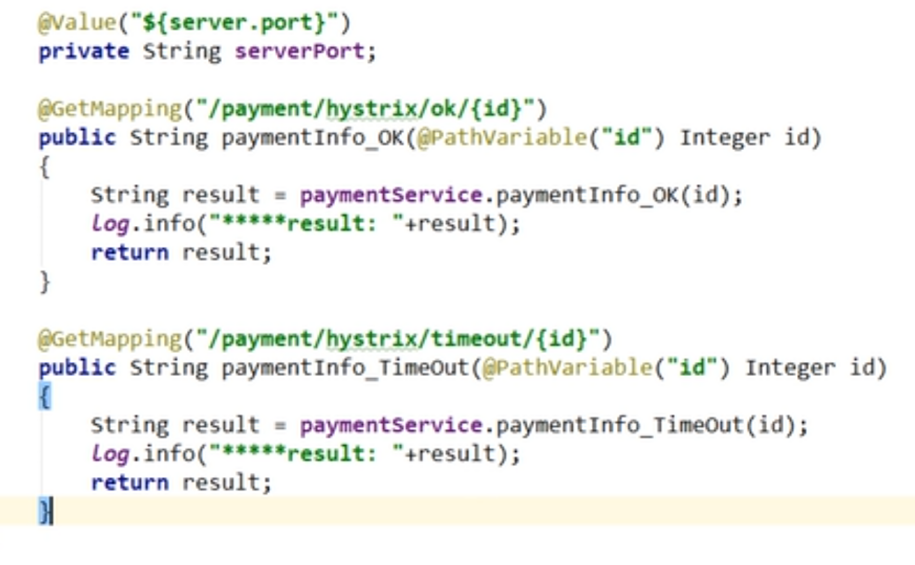 @Value("${server.port}")
private String serverPort;
@GetMapping("/payment/hystrix/ok/{id}")
public String paymentInfo_OK(@PathVariable("id") Integer id)
{
String result = paymentService.paymentInfo_OK(id);
log.info("*****result: "+result);
return result;
}
@GetMapping("/payment/hystrix/timeout/{id}")
public String paymentInfo_TimeOut(@PathVariable("id") Integer id)
{
String result = paymentService.paymentInfo_TimeOut(id);
log.info("*****result: "+result);
return result;
}